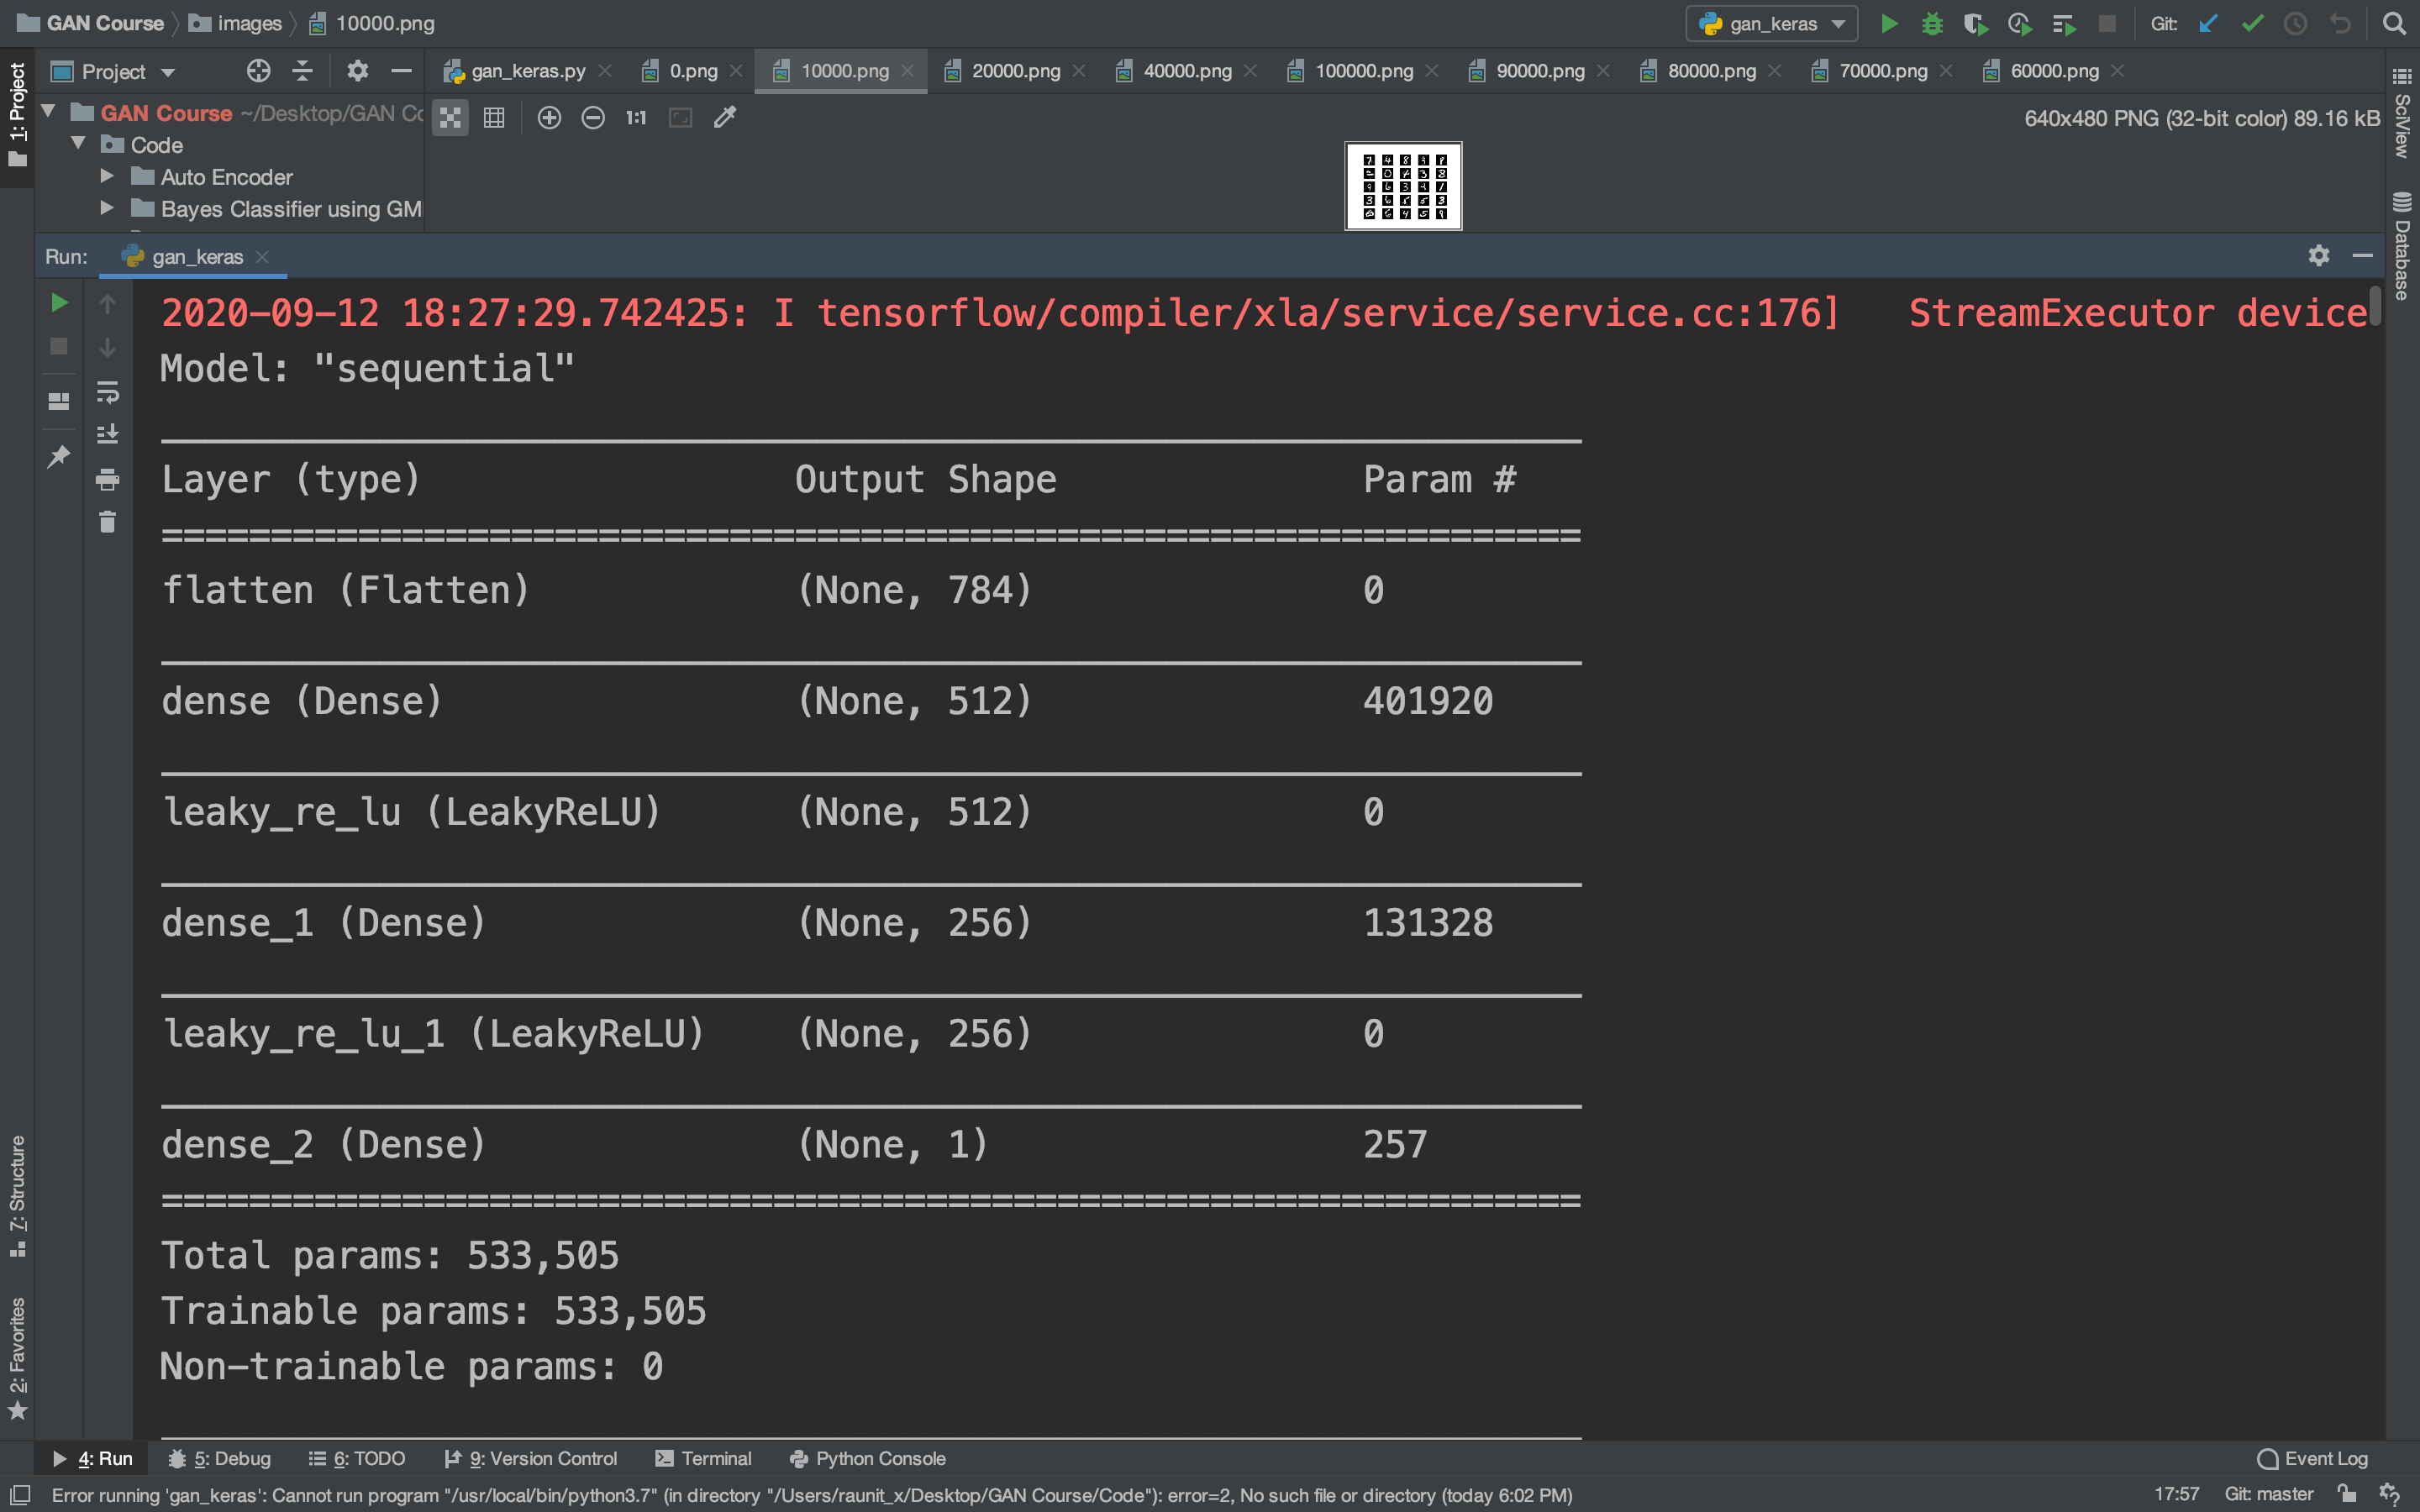 GAN Course
images
10000.png
gan_keras
Git:
1: Project
Project
gan_keras.py
0.png
10000.png
20000.png
40000.png
100000.png
90000.png
80000.png
70000.png
60000.png
GAN Course ~/Desktop/GAN
1:1
640x480 PNG (32-bit color) 89.16 kB
SciView
Code
Auto Encoder
Bayes Classifier using GM
Database
Run: gan_keras
2020-09-12 18:27:29.742425: I tensorflow/compiler/xla/service/service.cc:176]   StreamExecutor device
Model: "sequential"
_________________________________________________________________
Layer (type)                 Output Shape              Param #
=================================================================
flatten (Flatten)            (None, 784)               0
_________________________________________________________________
dense (Dense)                (None, 512)               401920
_________________________________________________________________
leaky_re_lu (LeakyReLU)      (None, 512)               0
_________________________________________________________________
dense_1 (Dense)              (None, 256)               131328
_________________________________________________________________
leaky_re_lu_1 (LeakyReLU)    (None, 256)               0
_________________________________________________________________
dense_2 (Dense)              (None, 1)                 257
=================================================================
Total params: 533,505
Trainable params: 533,505
Non-trainable params: 0
_________________________________________________________________
7: Structure
2: Favorites
4: Run
5: Debug
6: TODO
9: Version Control
Terminal
Python Console
Event Log
Error running 'gan_keras': Cannot run program "/usr/local/bin/python3.7" (in directory "/Users/raunit_x/Desktop/GAN Course/Code"): error=2, No such file or directory (today 6:02 PM)
17:57
Git: master